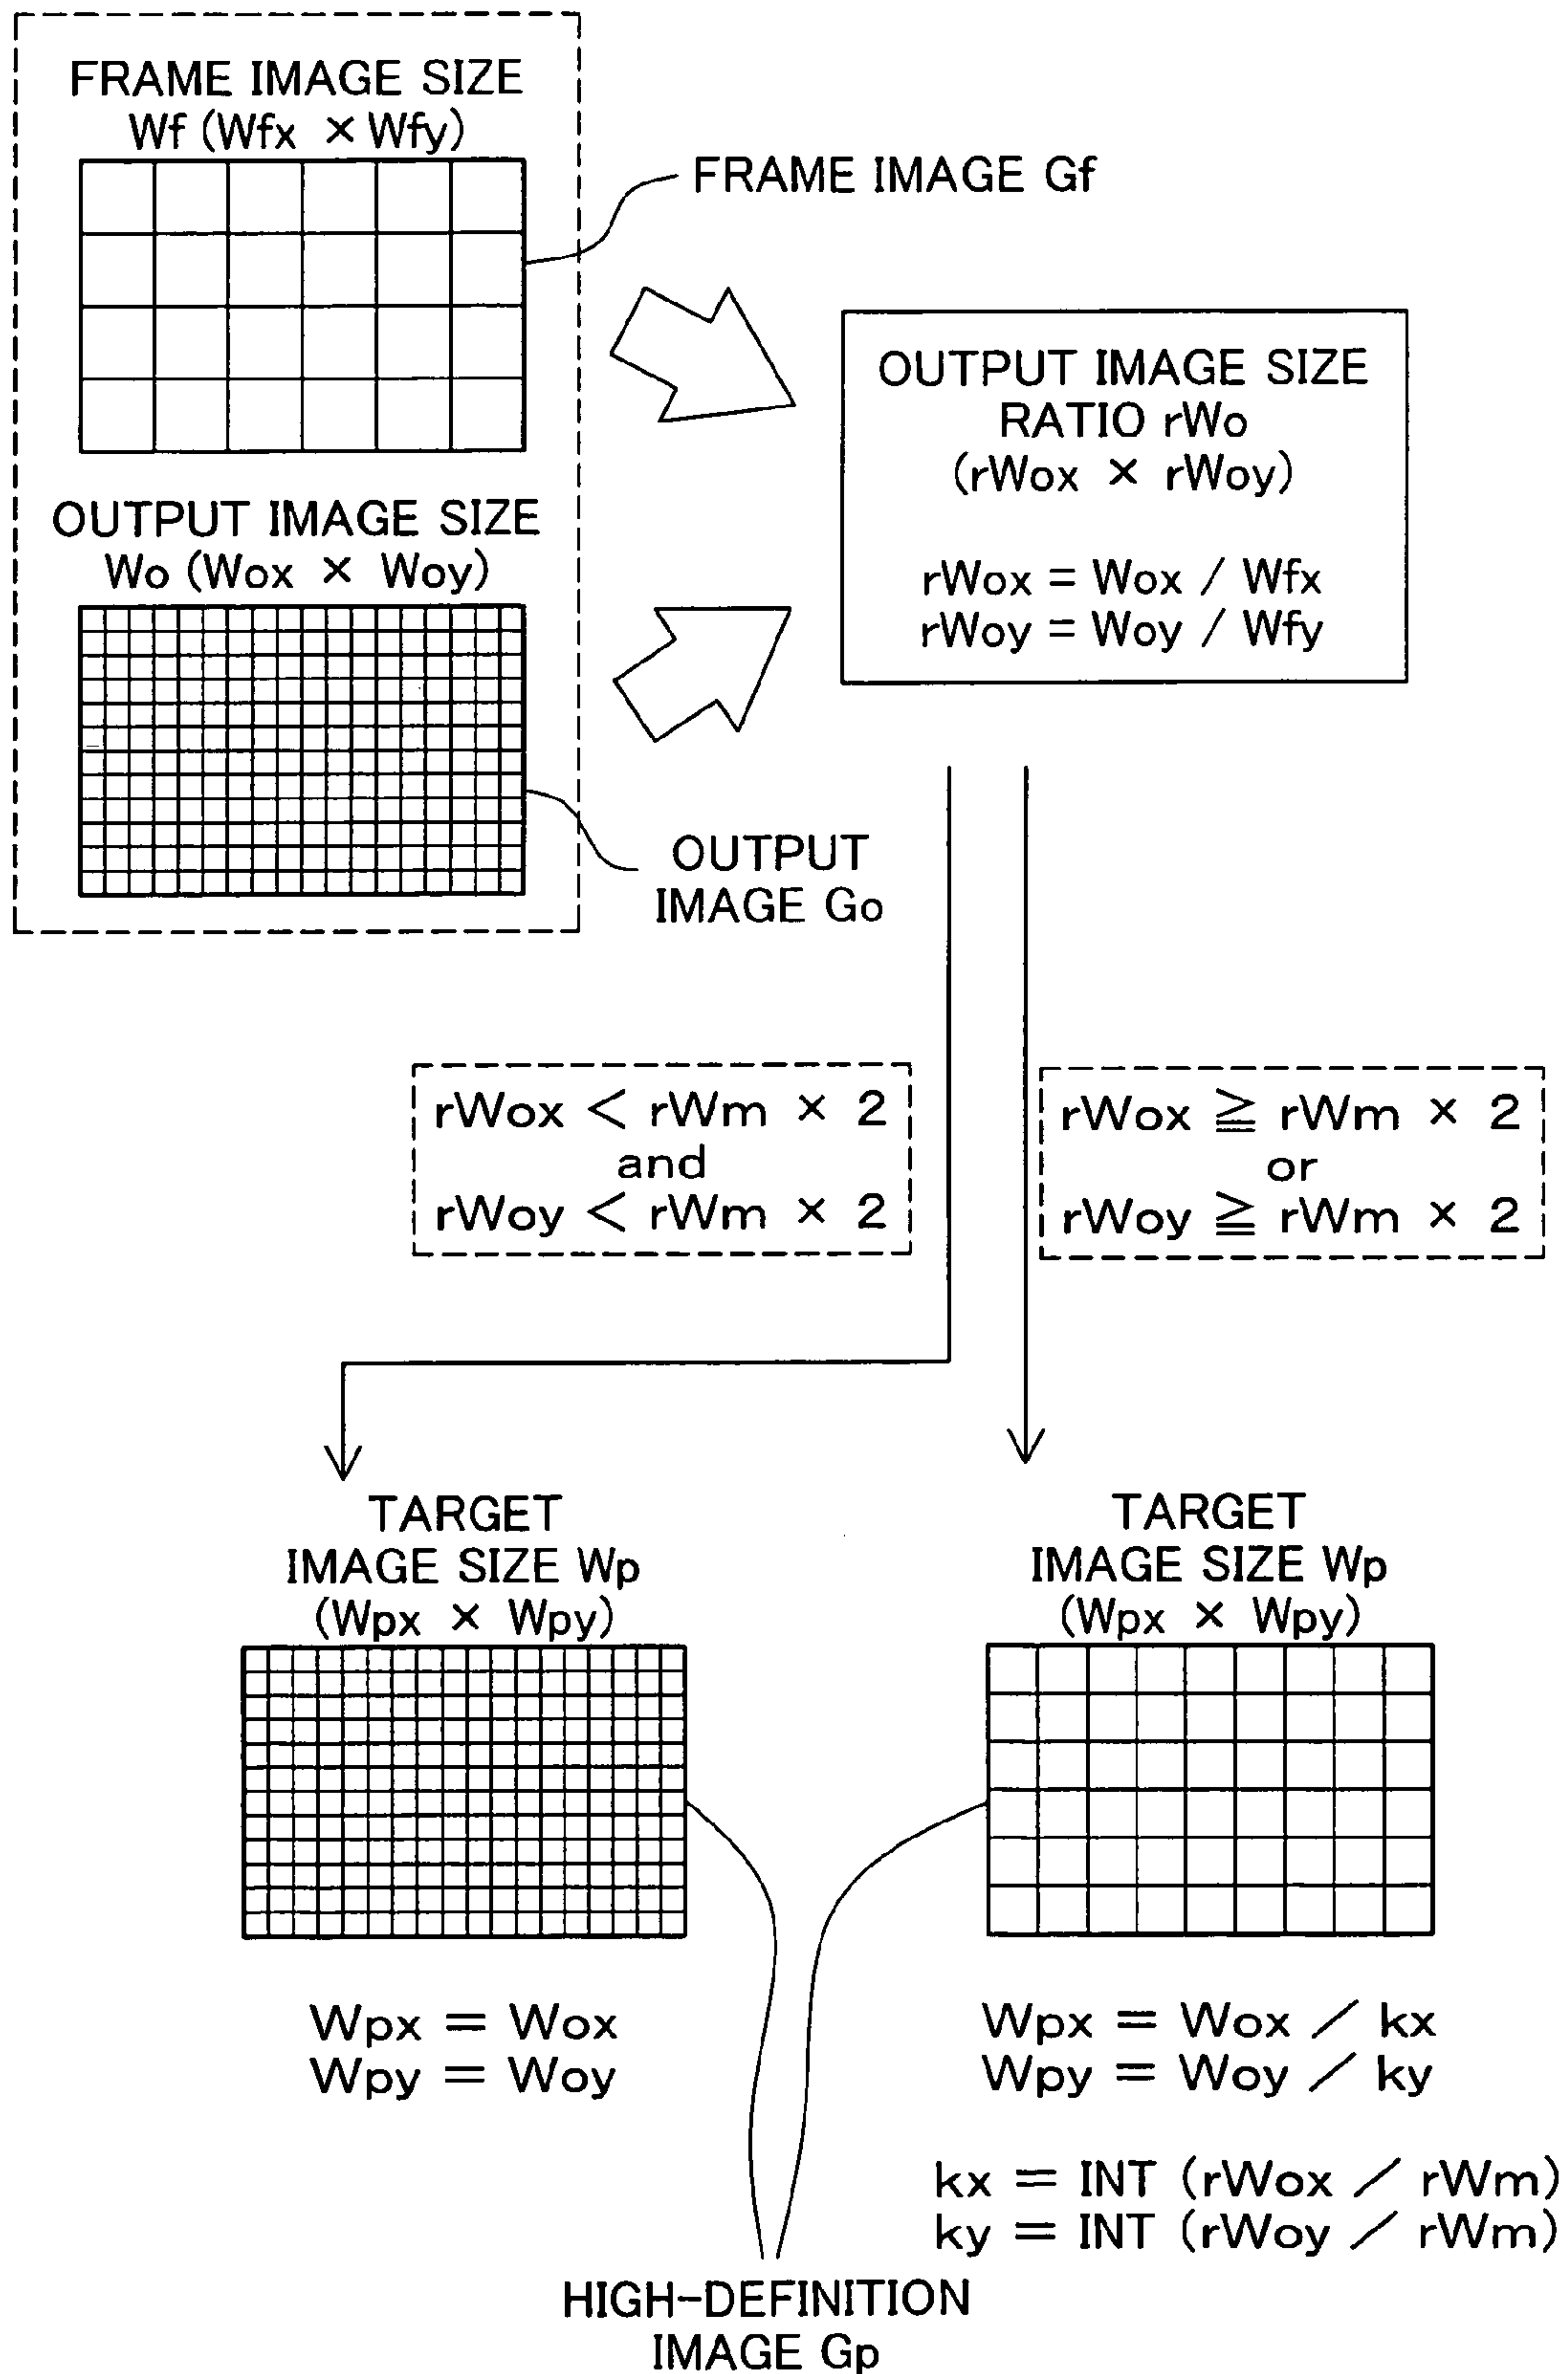 FRAME IMAGE SIZE
Wf (Wfx × Wfy)
FRAME IMAGE Gf
OUTPUT IMAGE SIZE
RATIO rWo
(rWox × rWoy)
rWox = Wox / Wfx
rWoy = Woy / Wfy
OUTPUT IMAGE SIZE
Wo (Wox × Woy)
OUTPUT
IMAGE Go
rWox < rWm × 2
and
rWoy < rWm × 2
rWox ≧ rWm × 2
or
rWoy ≧ rWm × 2
TARGET
IMAGE SIZE Wp
(Wpx × Wpy)
Wpx = Wox
Wpy = Woy
TARGET
IMAGE SIZE Wp
(Wpx × Wpy)
Wpx = Wox / kx
Wpy = Woy / ky
kx = INT (rWox / rWm)
ky = INT (rWoy / rWm)
HIGH-DEFINITION
IMAGE Gp